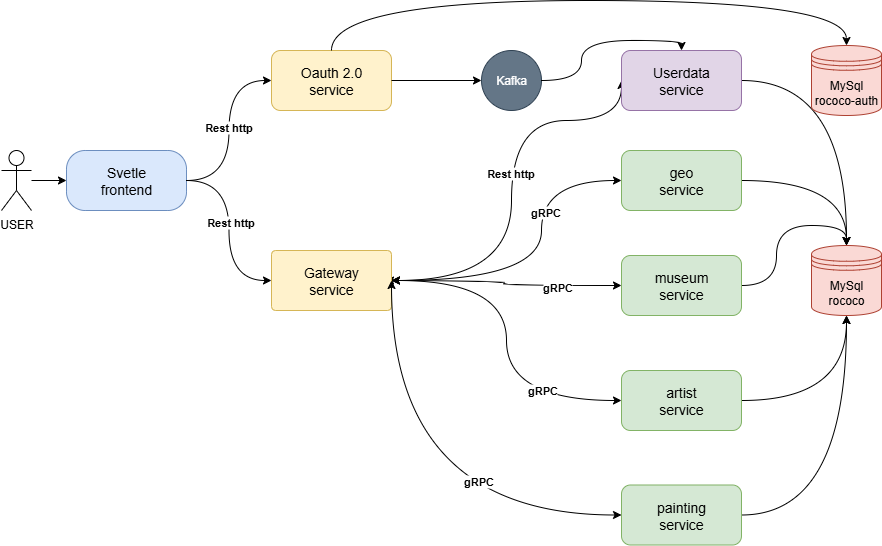 Oauth 2.0
service
Kafka
Userdata
service
MySql
rococo-auth
Rest http
Svetle
frontend
USER
Rest http
Rest http
geo
service
gRPC
Gateway
service
gRPC
museum
service
MySql
rococo
gRPC
artist
service
gRPC
painting
service